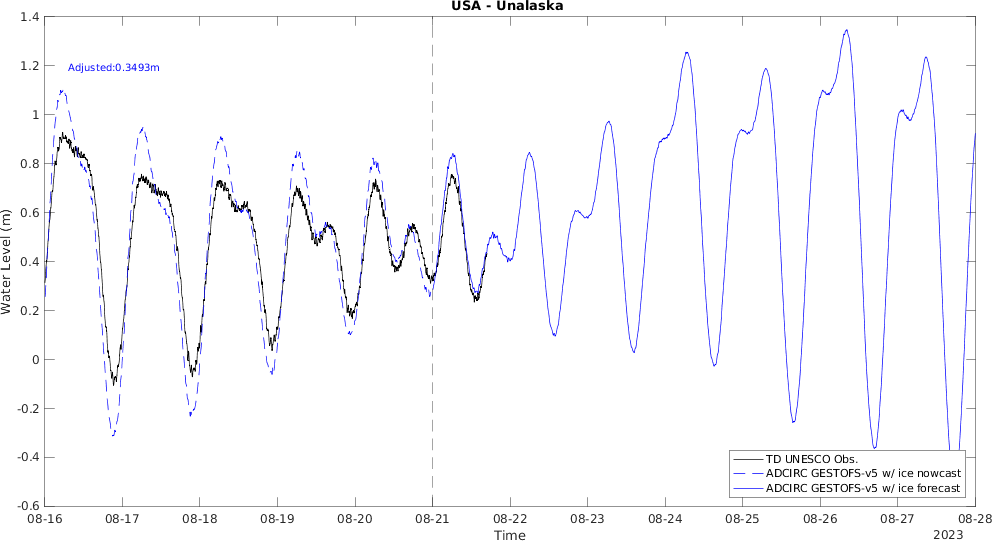 USA - Unalaska
1.4
1.2
1
0.8
0.6
0.4
0.2
0
-0.2
-0.4
-0.6
Water Level (m)
Adjusted:0.3493m
TD UNESCO Obs.
ADCIRC GESTOFS-v5 w/ ice nowcast
ADCIRC GESTOFS-v5 w/ ice forecast
08-16 08-17 08-18 08-19 08-20 08-21 08-22 08-23 08-24 08-25 08-26 08-27 08-28
Time
2023